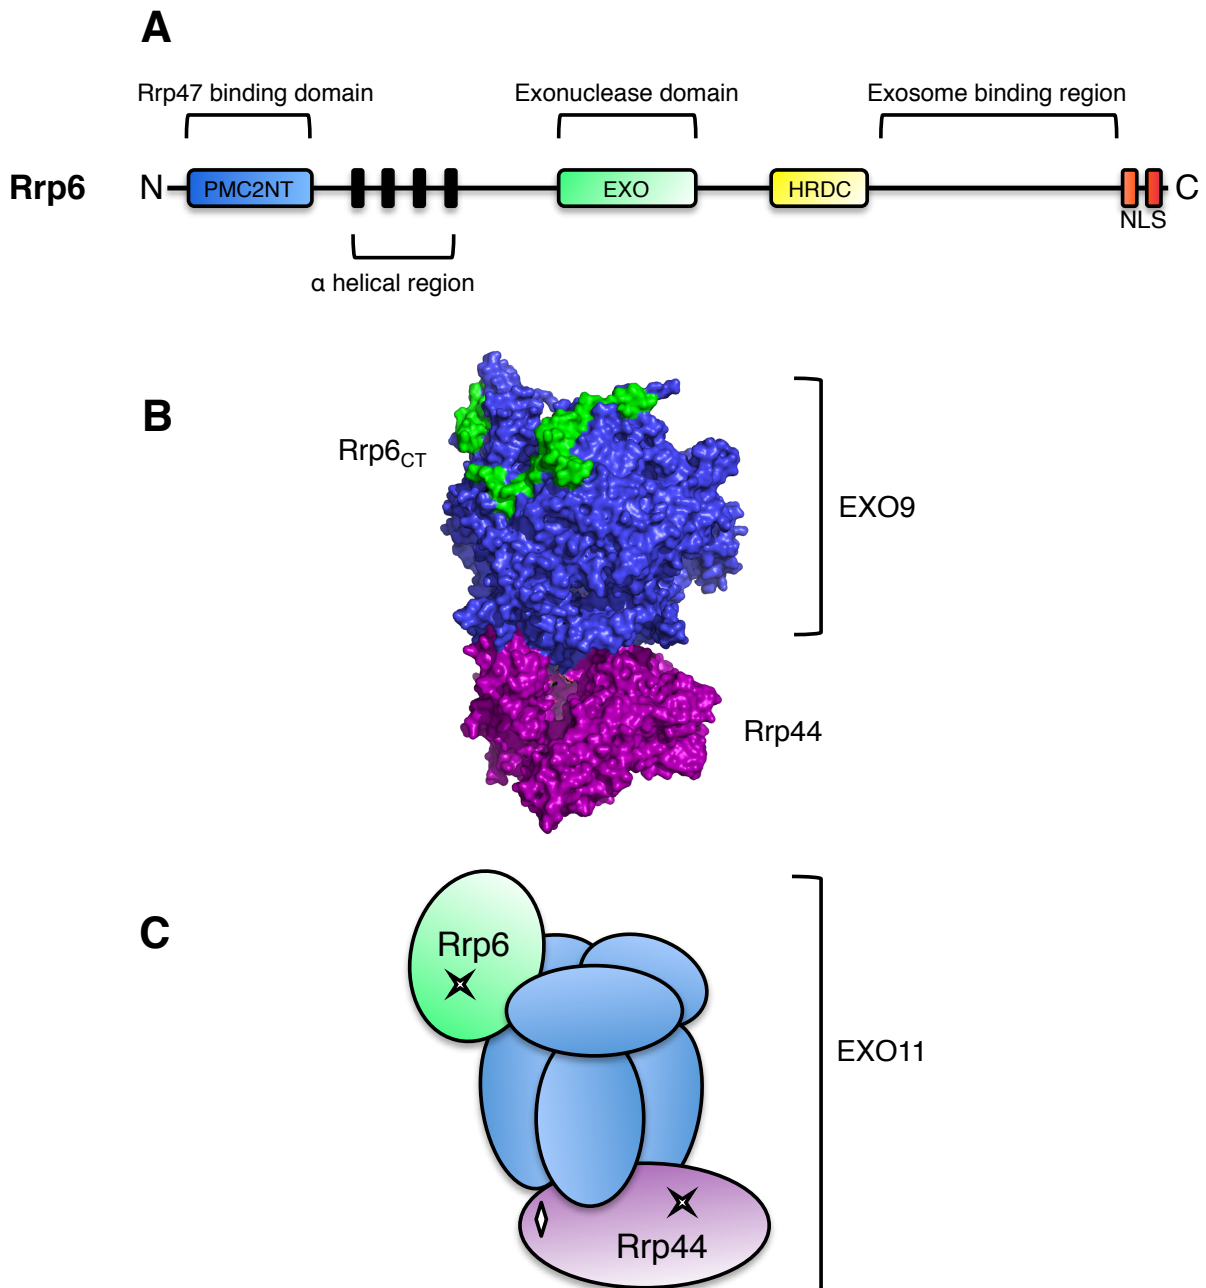 A
Rrp47 binding domain Exonuclease domain Exosome binding region
Rrp6 N PMC2NT EXO HRDC C
NLS
α helical region
B
Rrp6CT
EXO9
Rrp44
C
Rrp6
EXO11
Rrp44